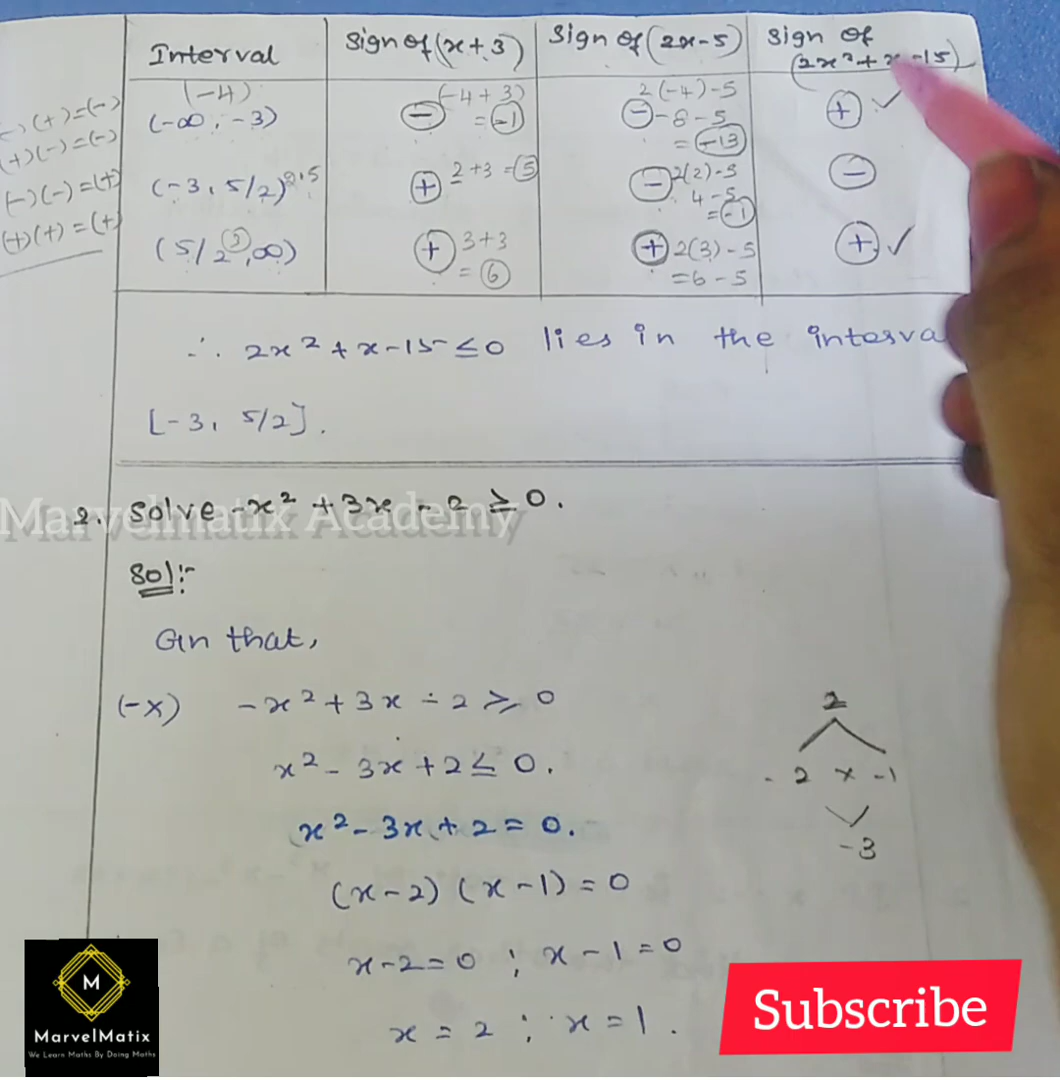 Interval Sign of (x+3) Sign of (2x-5) Sign of (2x²+x-15)
(-4) (-4+3) 2(-4)-5
(-∞, -3) - = -1 - -8-5 + ✓
= -13
(-3, 5/2) 2.5 + 2+3 = 5 - 2(2)-5 -
4-5
= -1
(5/2, ∞) 3 + 3+3 + 2(3)-5 + ✓
= 6 =6-5
(+)=(-)
(+)(-)=(-)
(-)(-)=(+)
(+)(+)=(+)
∴ 2x²+x-15≤0 lies in the interva
[-3, 5/2].
Marvelmatix Academy
2. Solve -x² + 3x - 2 ≥ 0.
Sol:-
Gn that,
(-x) -x²+3x-2 ≥ 0
x²-3x+2 ≤ 0.
x²-3x+2 = 0.
(x-2)(x-1)=0
x-2=0 ; x-1=0
x = 2 ; x=1.
2
-2 x -1
-3
M
MARVELMATIX
We Learn Maths By Doing Maths
Subscribe